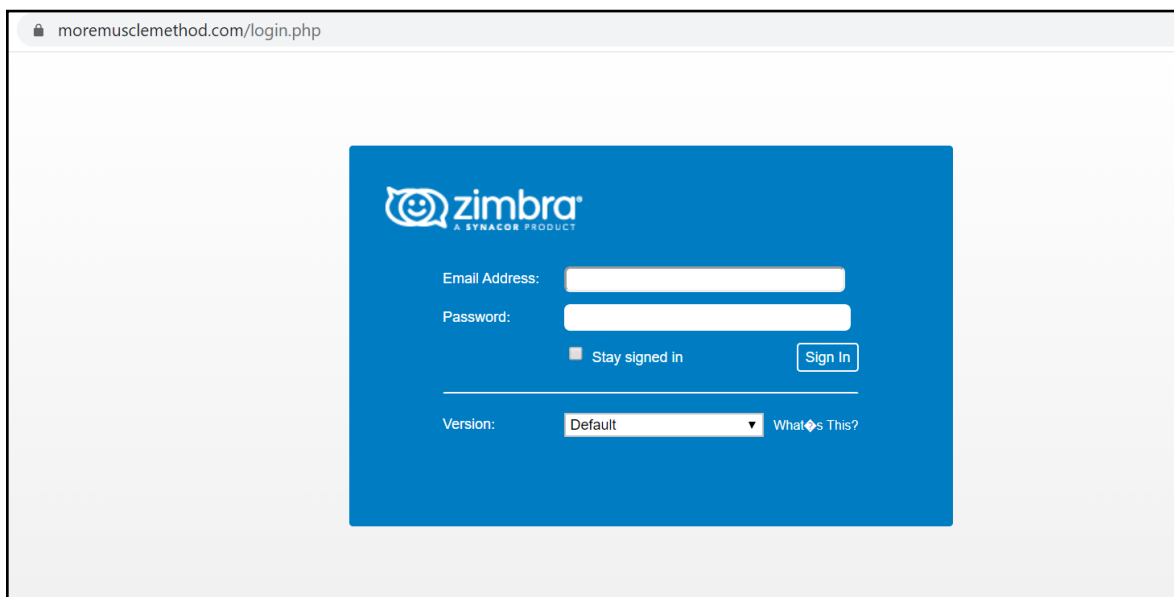 moremusclemethod.com/login.php
zimbra®
A SYNACOR PRODUCT
Email Address:
Password:
Stay signed in
Sign In
Version:
Default
What�s This?